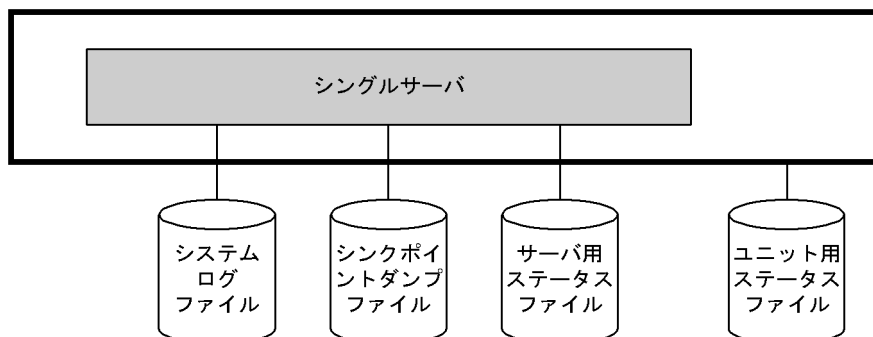 シングルサーバ
システム
ログ
ファイル
シンクポイ
ントダンプ
ファイル
サーバ用
ステータス
ファイル
ユニット用
ステータス
ファイル